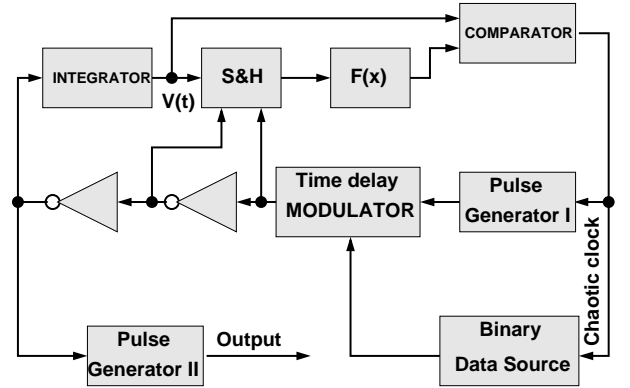 COMPARATOR
INTEGRATOR
S&H
F(x)
V(t)
Time delay
MODULATOR
Pulse
Generator I
Chaotic clock
Pulse
Generator II
Output
Binary
Data Source